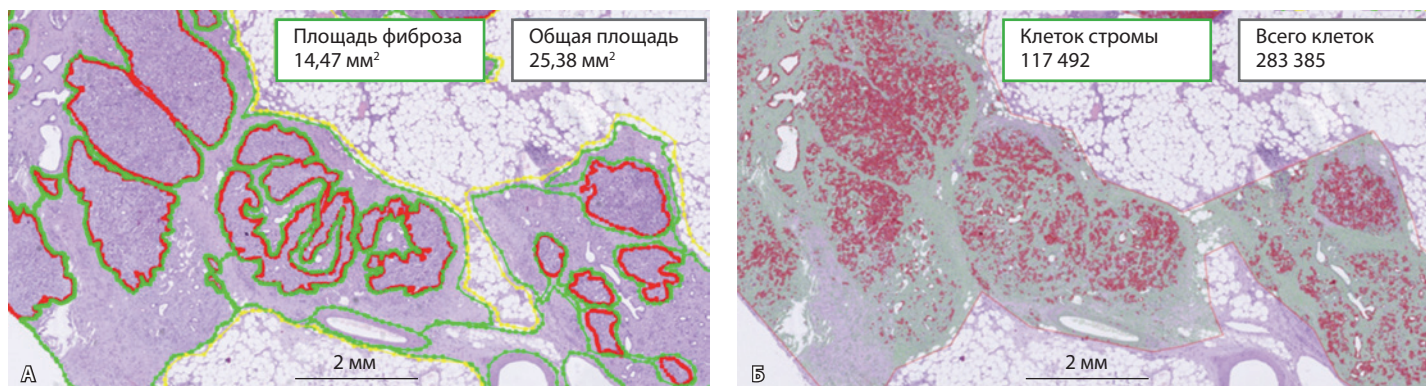 Площадь фиброза
14,47 мм²
Общая площадь
25,38 мм²
2 мм
А
Клеток стромы
117 492
Всего клеток
283 385
2 мм
Б